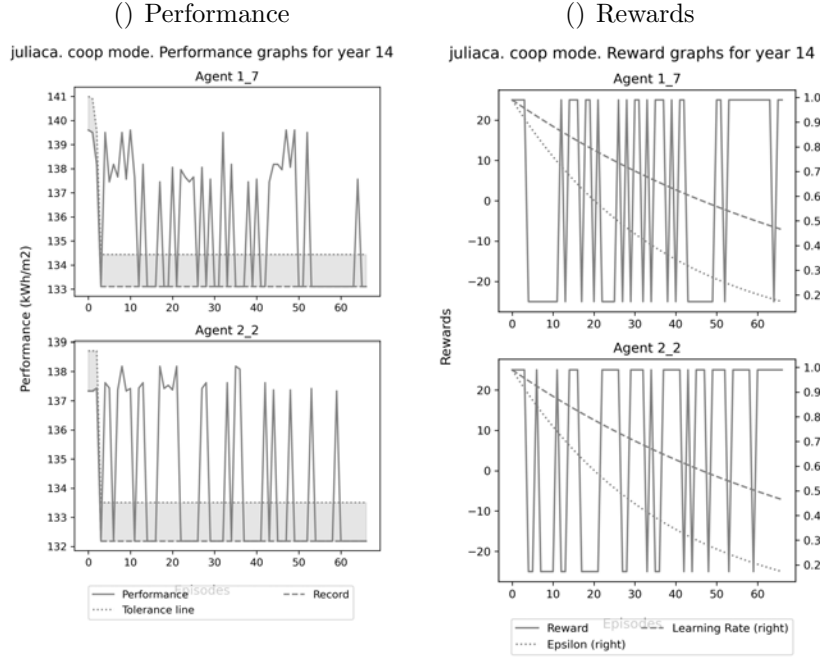 () Performance
juliaca. coop mode. Performance graphs for year 14
Agent 1_7
141
140
139
138
137
136
135
134
133
0 10 20 30 40 50 60
Performance (kWh/m2)
Agent 2_2
139
138
137
136
135
134
133
132
0 10 20 30 40 50 60
Episodes
Performance
Record
Tolerance line
() Rewards
juliaca. coop mode. Reward graphs for year 14
Agent 1_7
20
10
0
−10
−20
1.0
0.9
0.8
0.7
0.6
0.5
0.4
0.3
0.2
0 10 20 30 40 50 60
Rewards
Agent 2_2
20
10
0
−10
−20
1.0
0.9
0.8
0.7
0.6
0.5
0.4
0.3
0.2
0 10 20 30 40 50 60
Episodes
Reward
Learning Rate (right)
Epsilon (right)